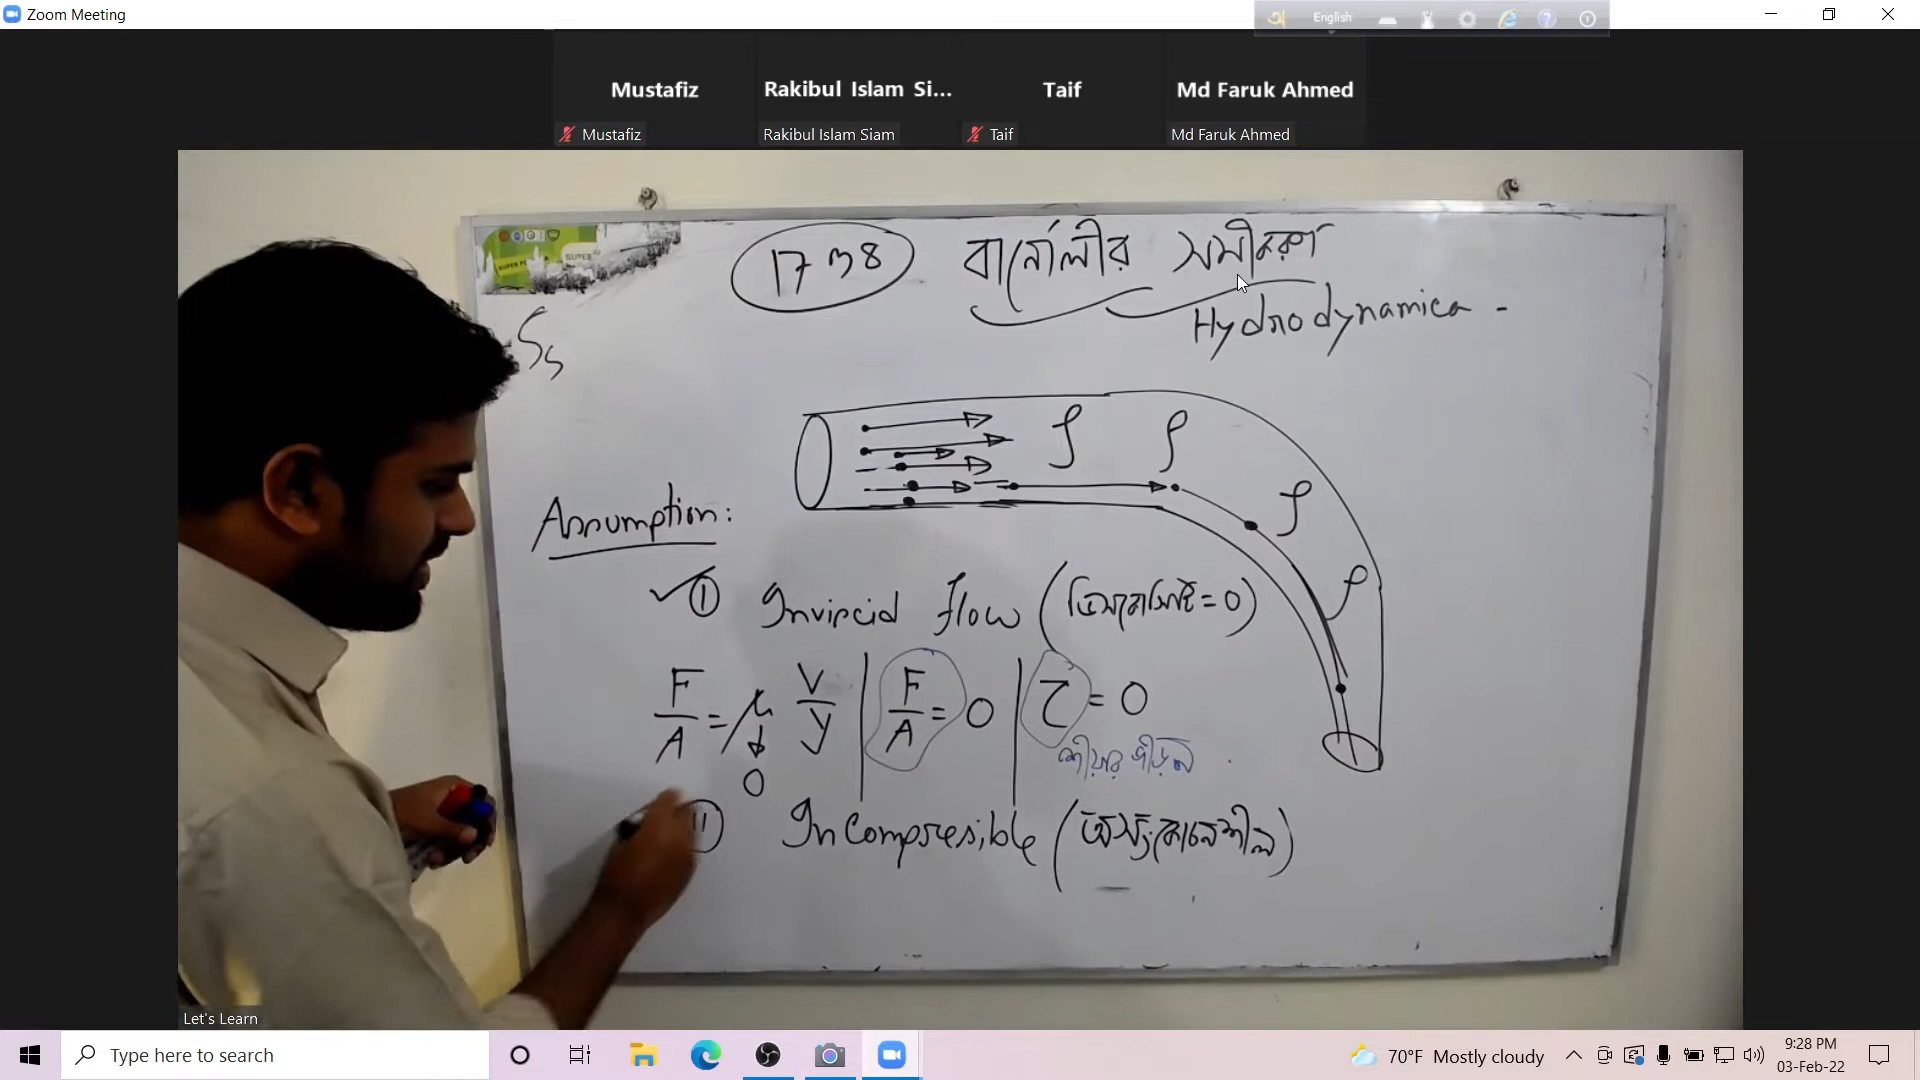 Zoom Meeting
English
Mustafiz
Rakibul Islam Si...
Taif
Md Faruk Ahmed
Mustafiz
Rakibul Islam Siam
Taif
Md Faruk Ahmed
SUPER
1738 বার্নোলীর সমীকরণ
Hydrodynamica -
ρ ρ
ρ
ρ
Assumption:
① Inviscid flow (ভিসকোসিটি = 0)
F/A = μ V/y | F/A = 0 | τ = 0
0
শীয়ার পীড়ন
Incompressible (অসংকোচনশীল)
Let's Learn
Type here to search
70°F Mostly cloudy
9:28 PM
03-Feb-22